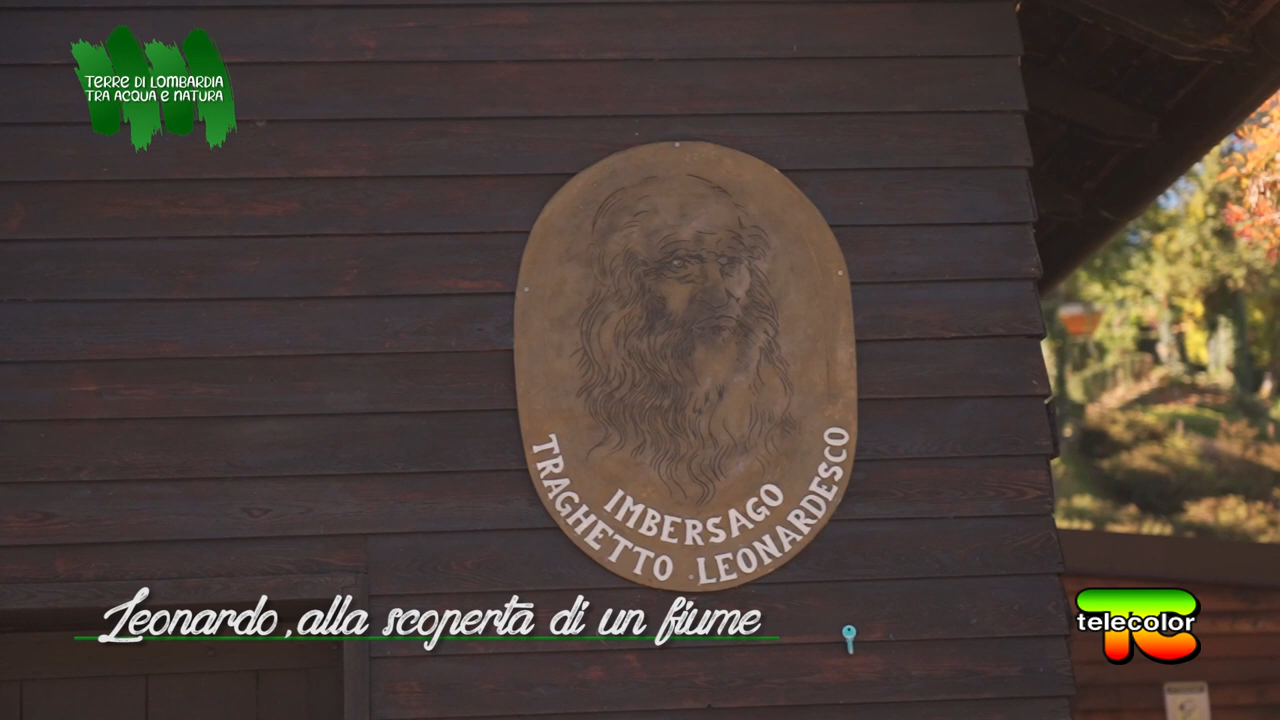 TERRE DI LOMBARDIA
TRA ACQUA E NATURA
IMBERSAGO
TRAGHETTO LEONARDESCO
Leonardo ,alla scoperta di un fiume
telecolor